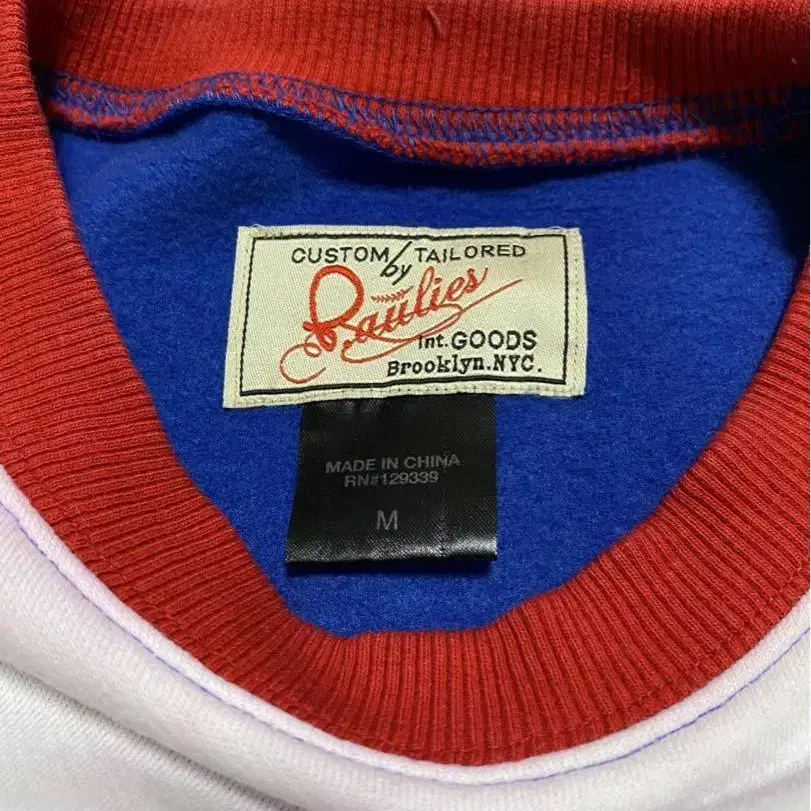 CUSTOM by TAILORED
Paulies
Int. GOODS
Brooklyn.NYC.
MADE IN CHINA
RN#129339
M